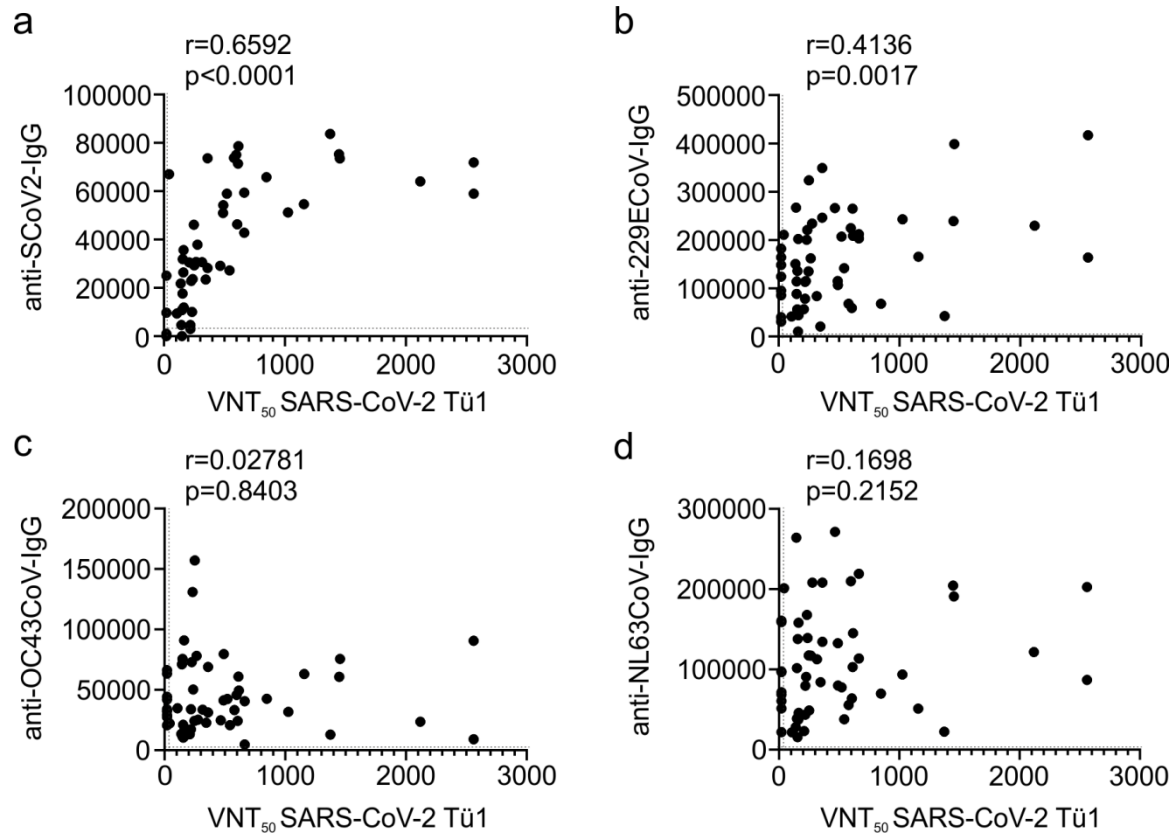 a
r=0.6592
p<0.0001
anti-SCoV2-IgG
100000
80000
60000
40000
20000
0
0 1000 2000 3000
VNT₅₀ SARS-CoV-2 Tü1
b
r=0.4136
p=0.0017
anti-229ECoV-IgG
500000
400000
300000
200000
100000
0
0 1000 2000 3000
VNT₅₀ SARS-CoV-2 Tü1
c
r=0.02781
p=0.8403
anti-OC43CoV-IgG
200000
150000
100000
50000
0
0 1000 2000 3000
VNT₅₀ SARS-CoV-2 Tü1
d
r=0.1698
p=0.2152
anti-NL63CoV-IgG
300000
200000
100000
0
0 1000 2000 3000
VNT₅₀ SARS-CoV-2 Tü1